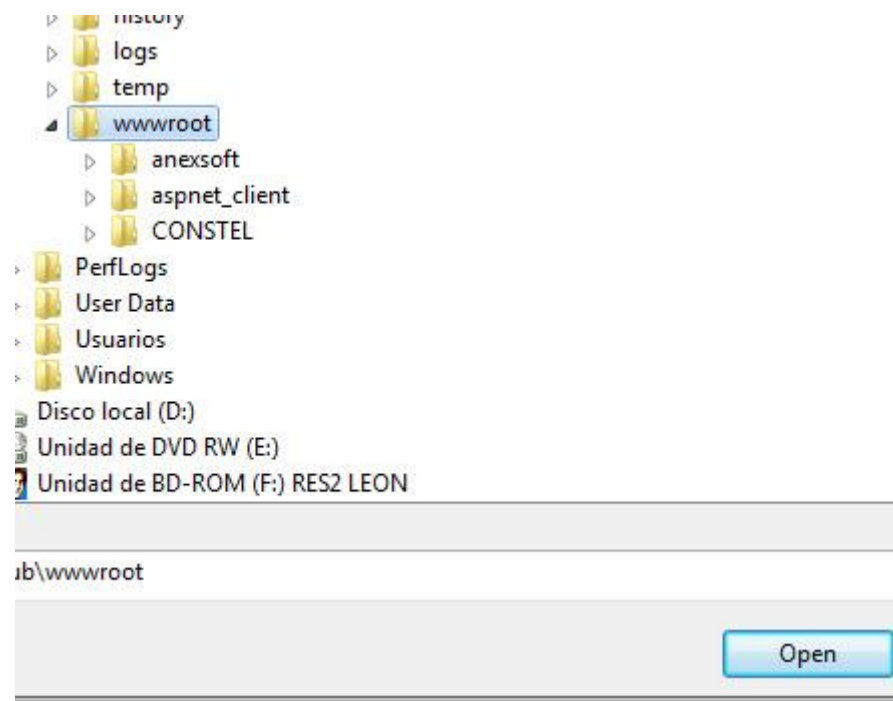 history
logs
temp
wwwroot
anexsoft
aspnet_client
CONSTEL
PerfLogs
User Data
Usuarios
Windows
Disco local (D:)
Unidad de DVD RW (E:)
Unidad de BD-ROM (F:) RES2 LEON
ub\wwwroot
Open